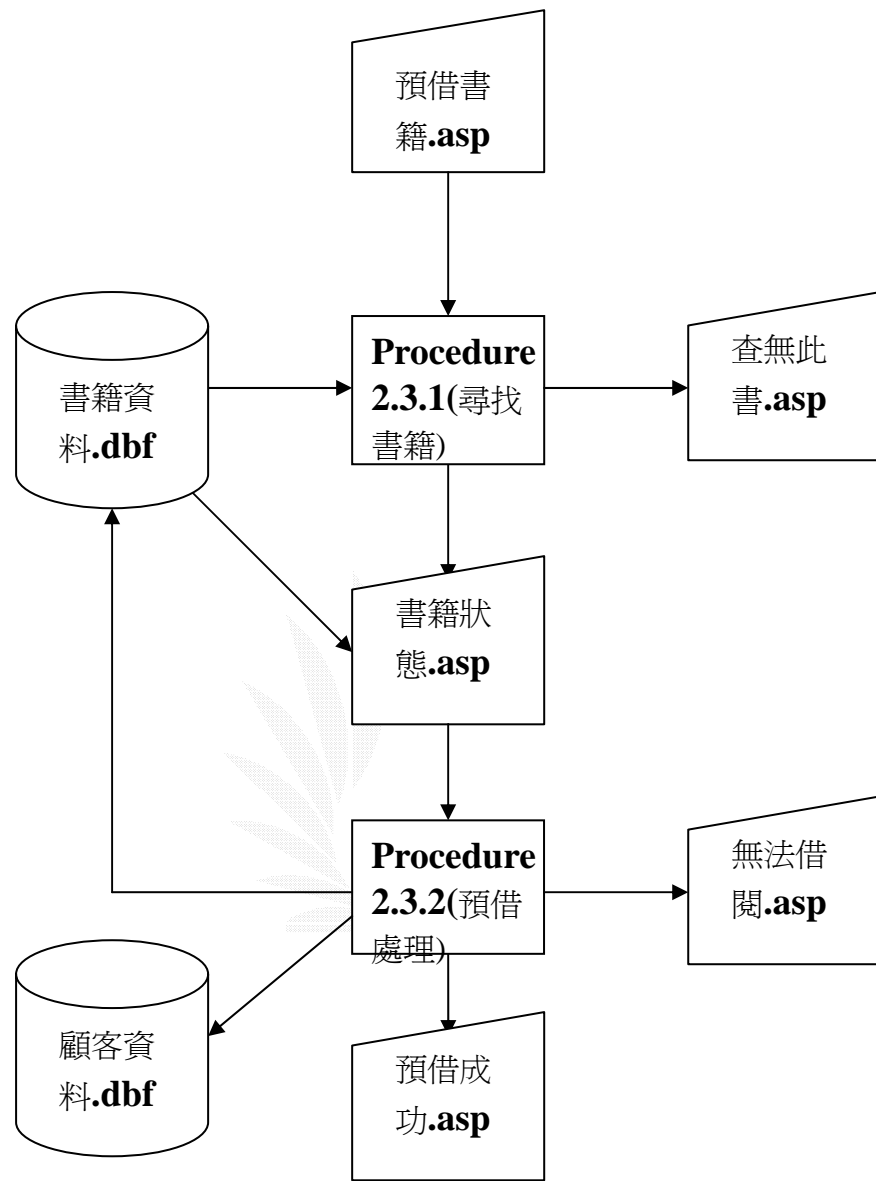 預借書
籍.asp
書籍資
料.dbf
Procedure
2.3.1(尋找
書籍)
查無此
書.asp
書籍狀
態.asp
Procedure
2.3.2(預借
處理)
無法借
閱.asp
顧客資
料.dbf
預借成
功.asp